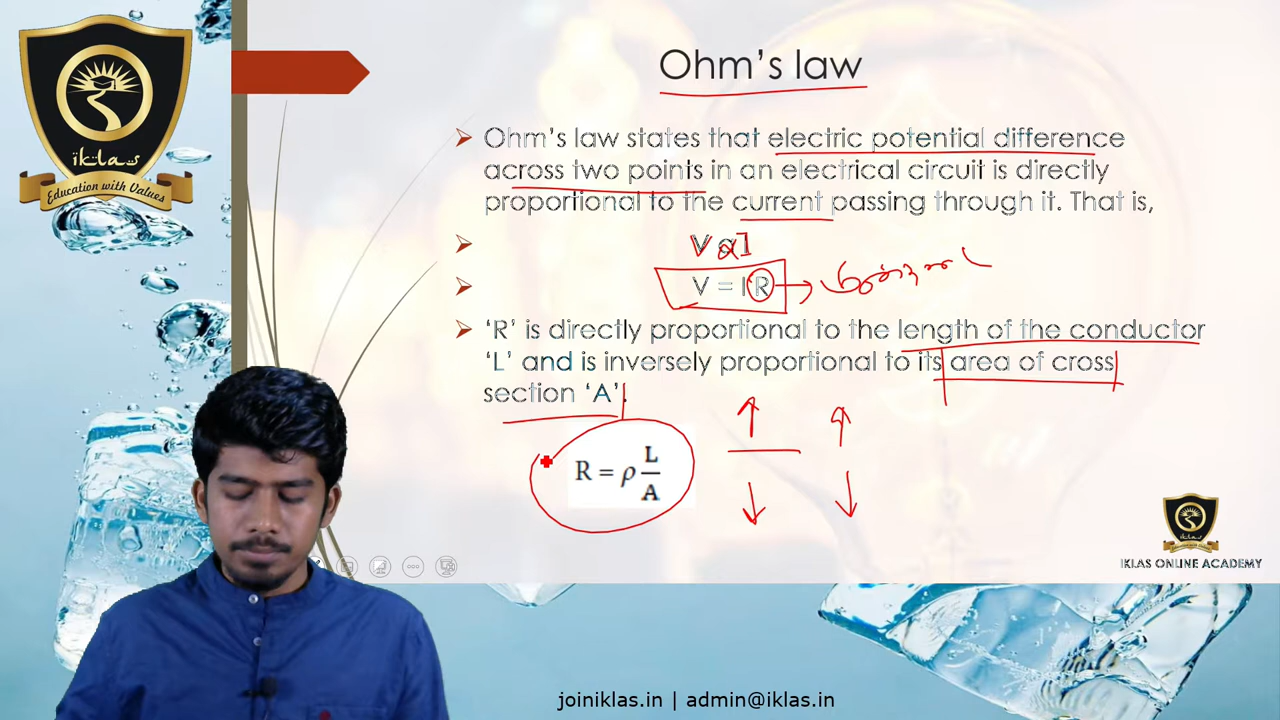 iklas
Education with Values
Ohm's law
Ohm's law states that electric potential difference
across two points in an electrical circuit is directly
proportional to the current passing through it. That is,
V α I
V = I R
'R' is directly proportional to the length of the conductor
'L' and is inversely proportional to its area of cross
section 'A'.
R = ρ L
A
IKLAS ONLINE ACADEMY
joiniklas.in | admin@iklas.in